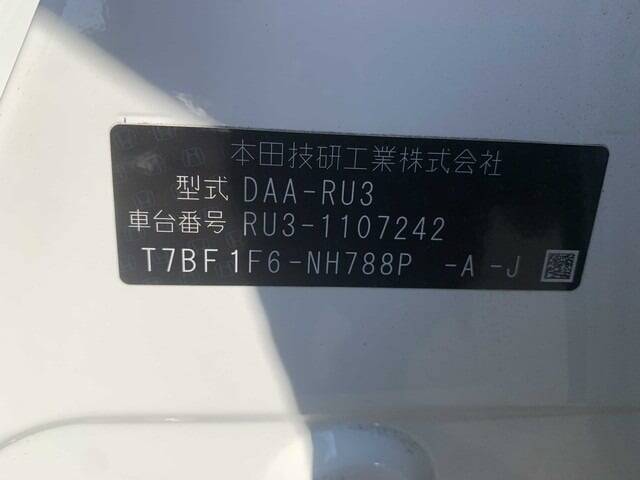 本田技研工業株式会社
型式 DAA-RU3
車台番号 RU3-1107242
T7BF1F6-NH788P -A -J